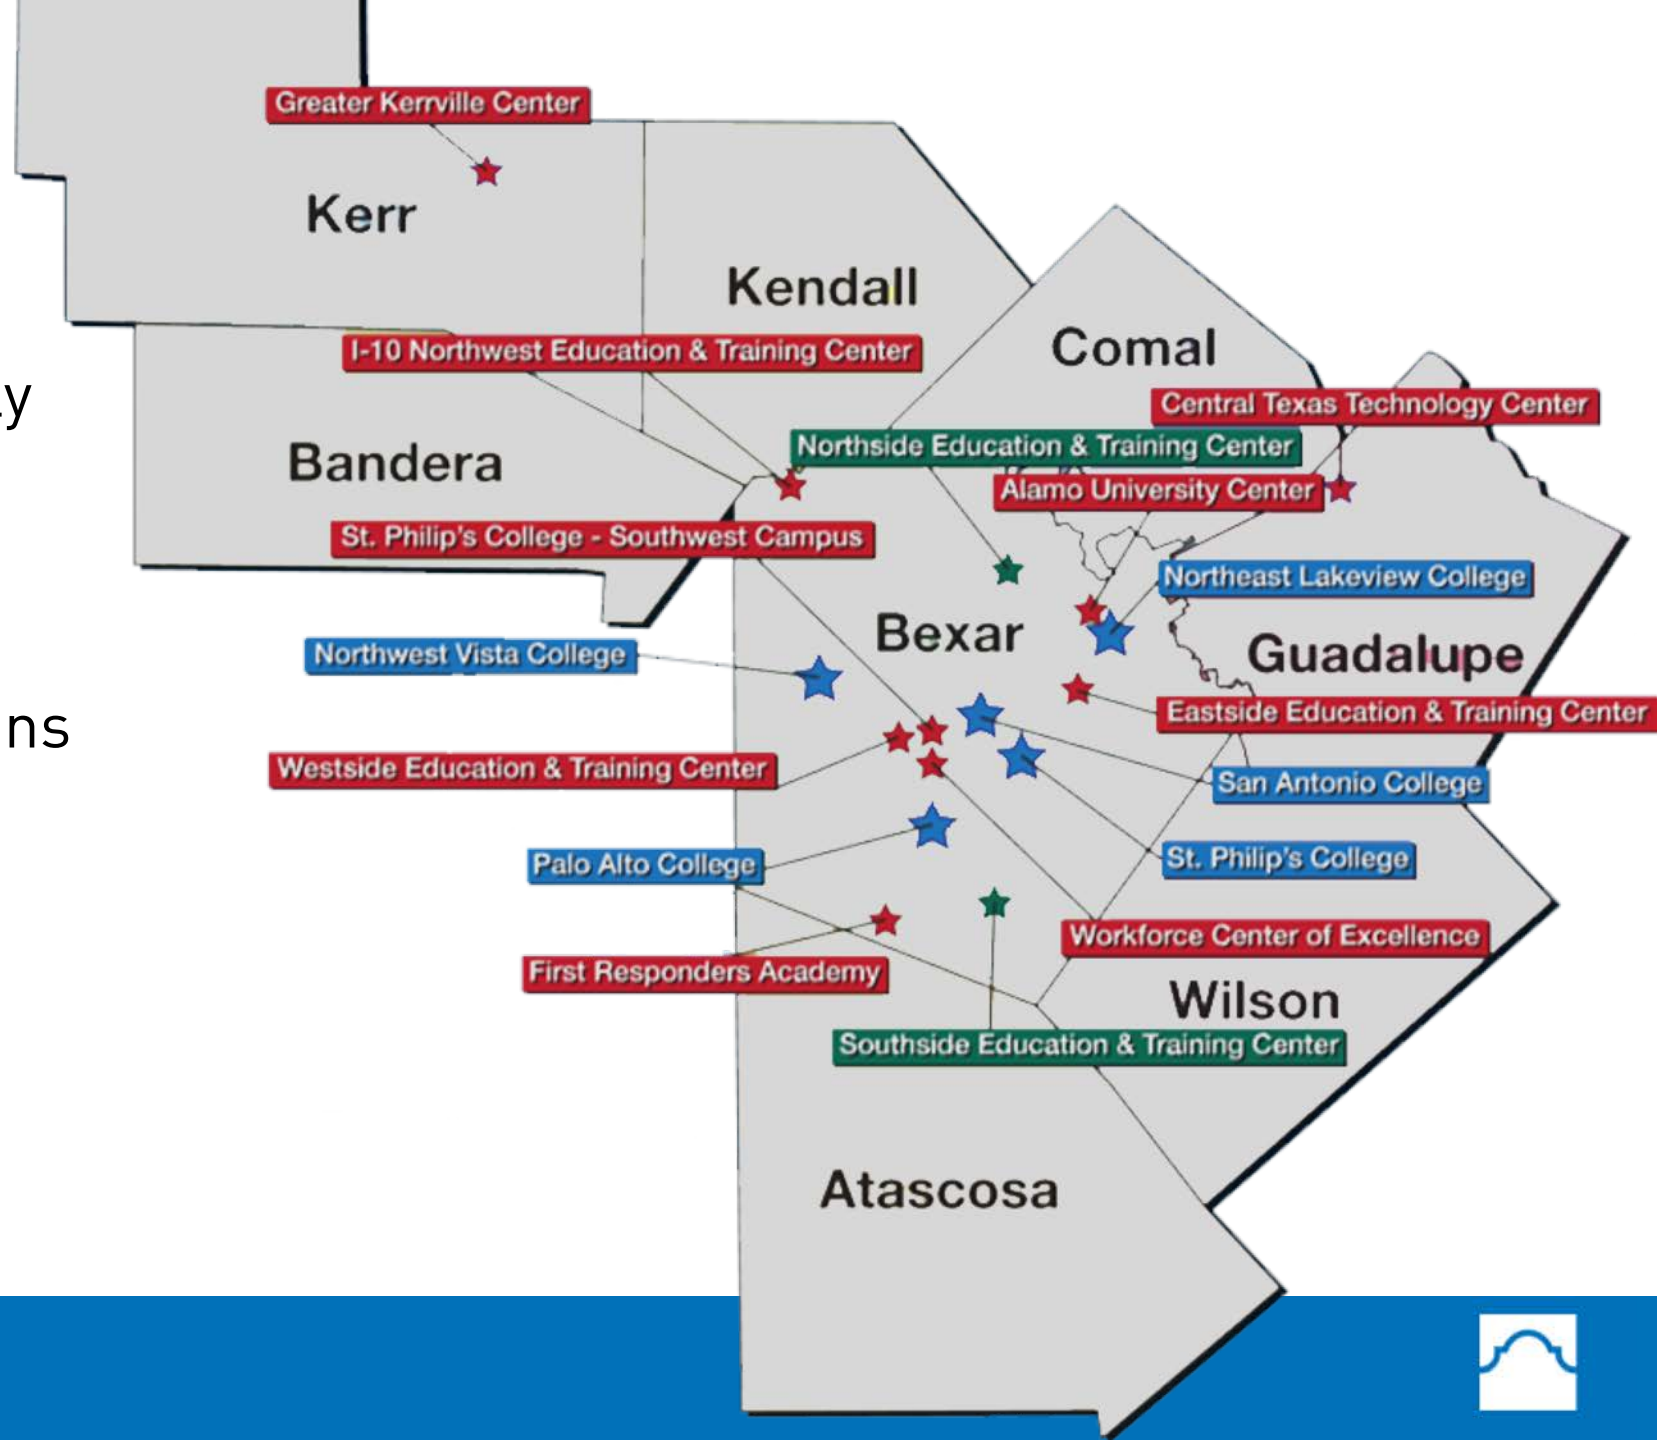 Greater Kerrville Center
Kerr
Kendall
Comal
I-10 Northwest Education & Training Center
Central Texas Technology Center
Northside Education & Training Center
Bandera
Alamo University Center
St. Philip's College - Southwest Campus
Northeast Lakeview College
Bexar
Northwest Vista College
Guadalupe
Eastside Education & Training Center
ns
Westside Education & Training Center
San Antonio College
Palo Alto College
St. Philip's College
Workforce Center of Excellence
First Responders Academy
Wilson
Southside Education & Training Center
Atascosa